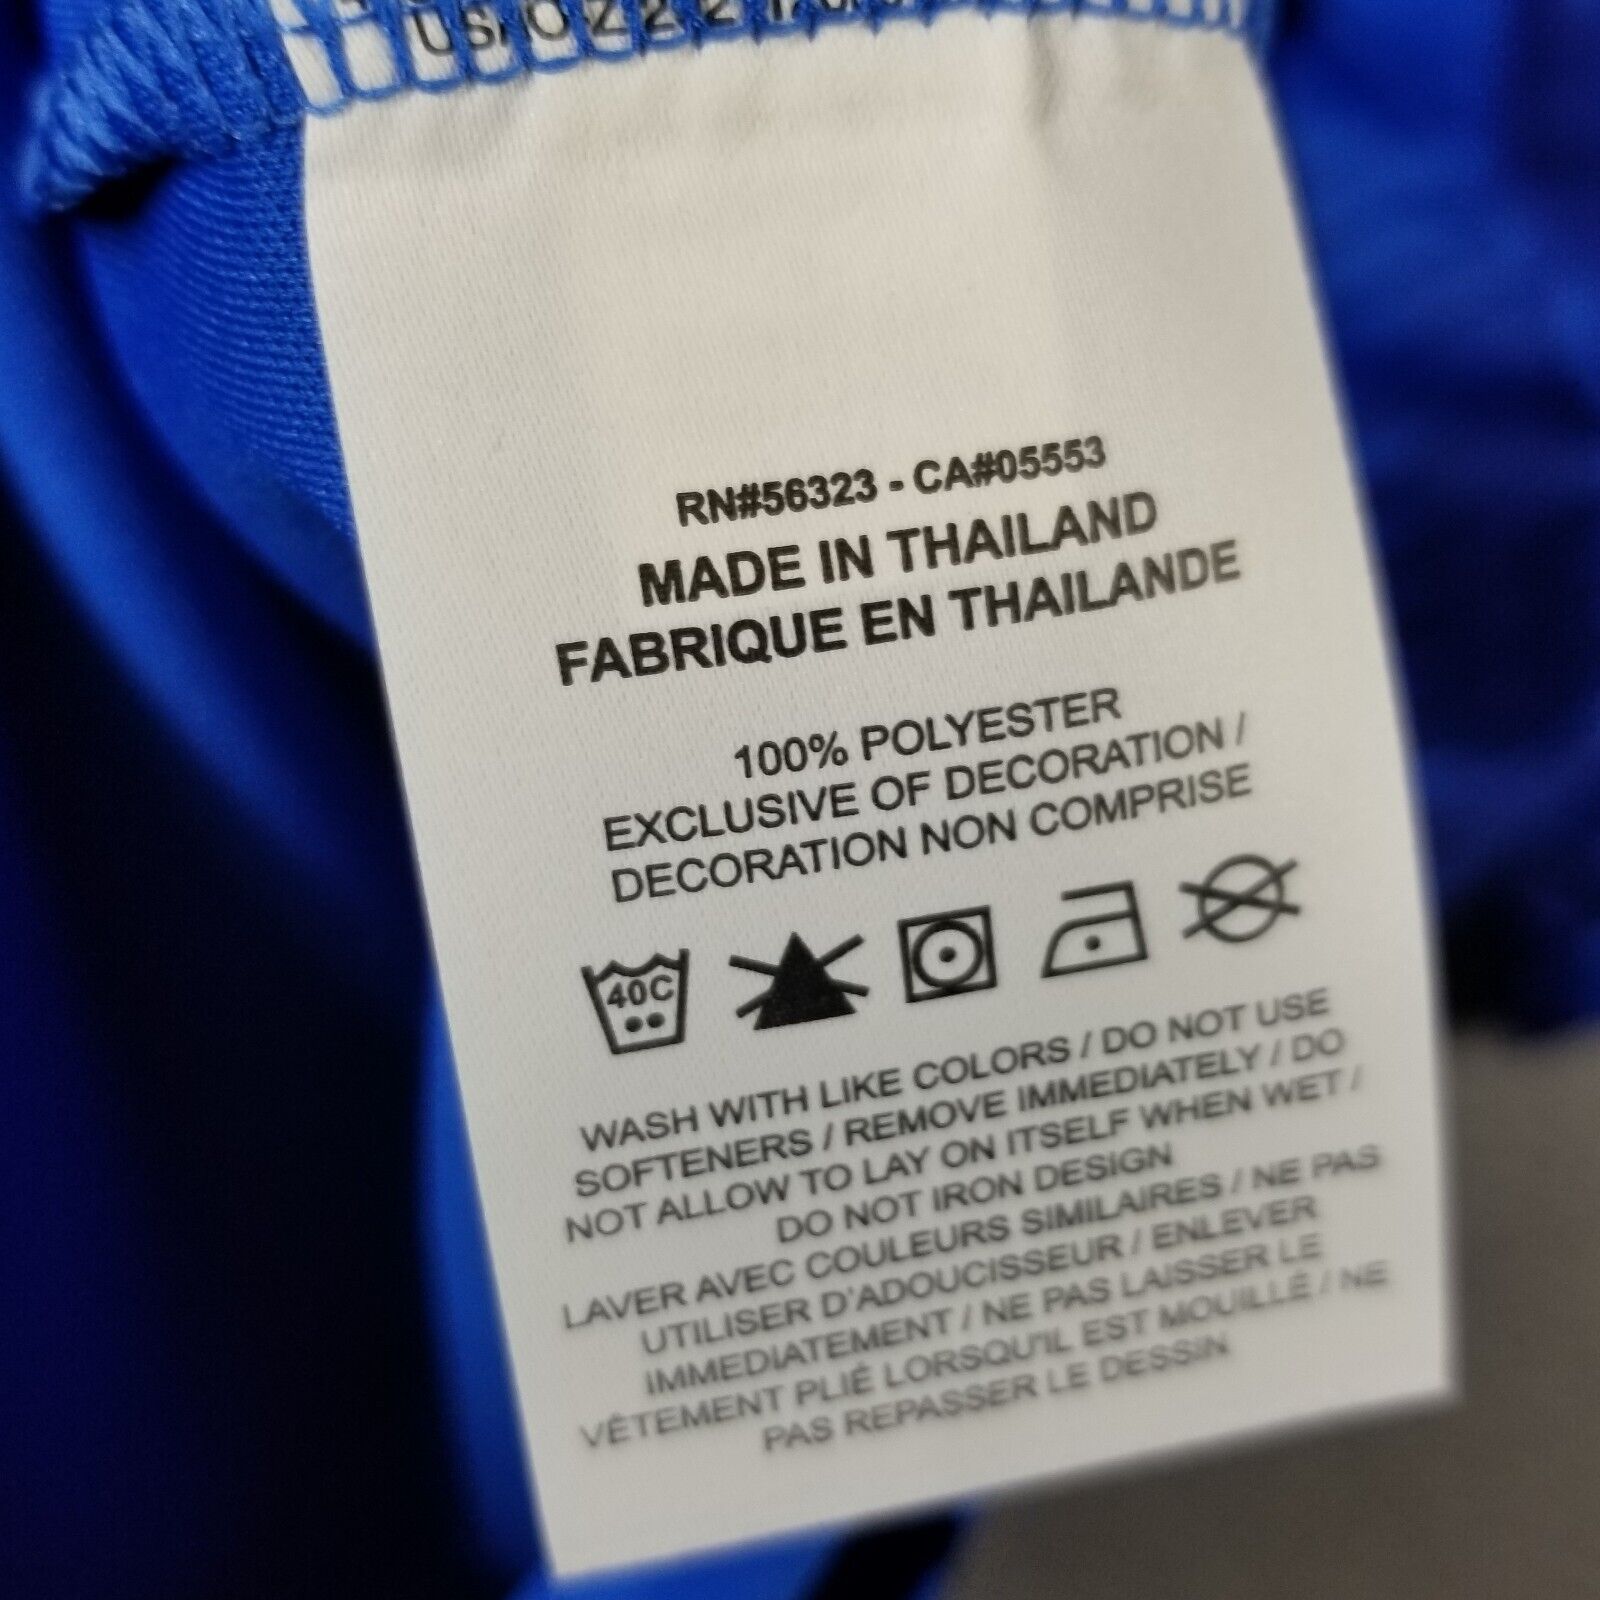 RN#56323 - CA#05553
MADE IN THAILAND
FABRIQUE EN THAILANDE
100% POLYESTER
EXCLUSIVE OF DECORATION /
DECORATION NON COMPRISE
40C
WASH WITH LIKE COLORS / DO NOT USE
SOFTENERS / REMOVE IMMEDIATELY / DO
NOT ALLOW TO LAY ON ITSELF WHEN WET /
DO NOT IRON DESIGN
LAVER AVEC COULEURS SIMILAIRES / NE PAS
UTILISER D'ADOUCISSEUR / ENLEVER
IMMEDIATEMENT / NE PAS LAISSER LE
VÊTEMENT PLIÉ LORSQU'IL EST MOUILLÉ / NE
PAS REPASSER LE DESSIN